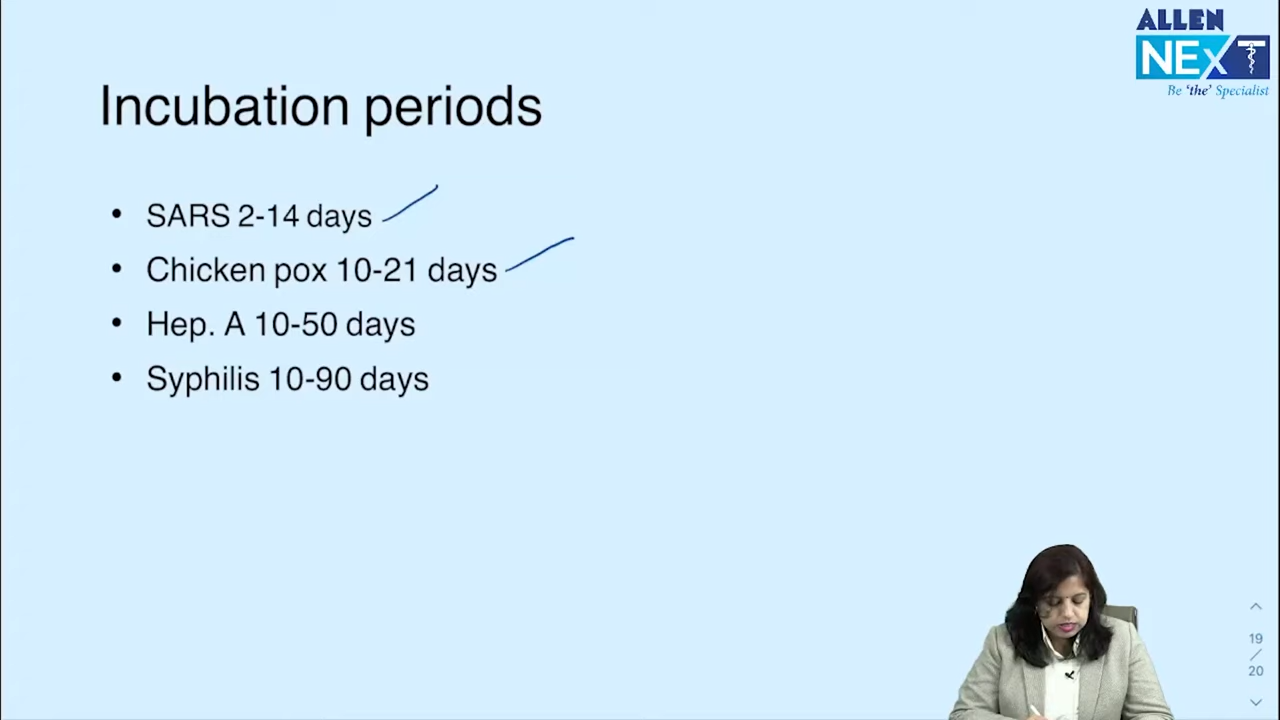 ALLEN
NExT
Be 'the' Specialist
Incubation periods
• SARS 2-14 days
• Chicken pox 10-21 days
• Hep. A 10-50 days
• Syphilis 10-90 days
19
/
20